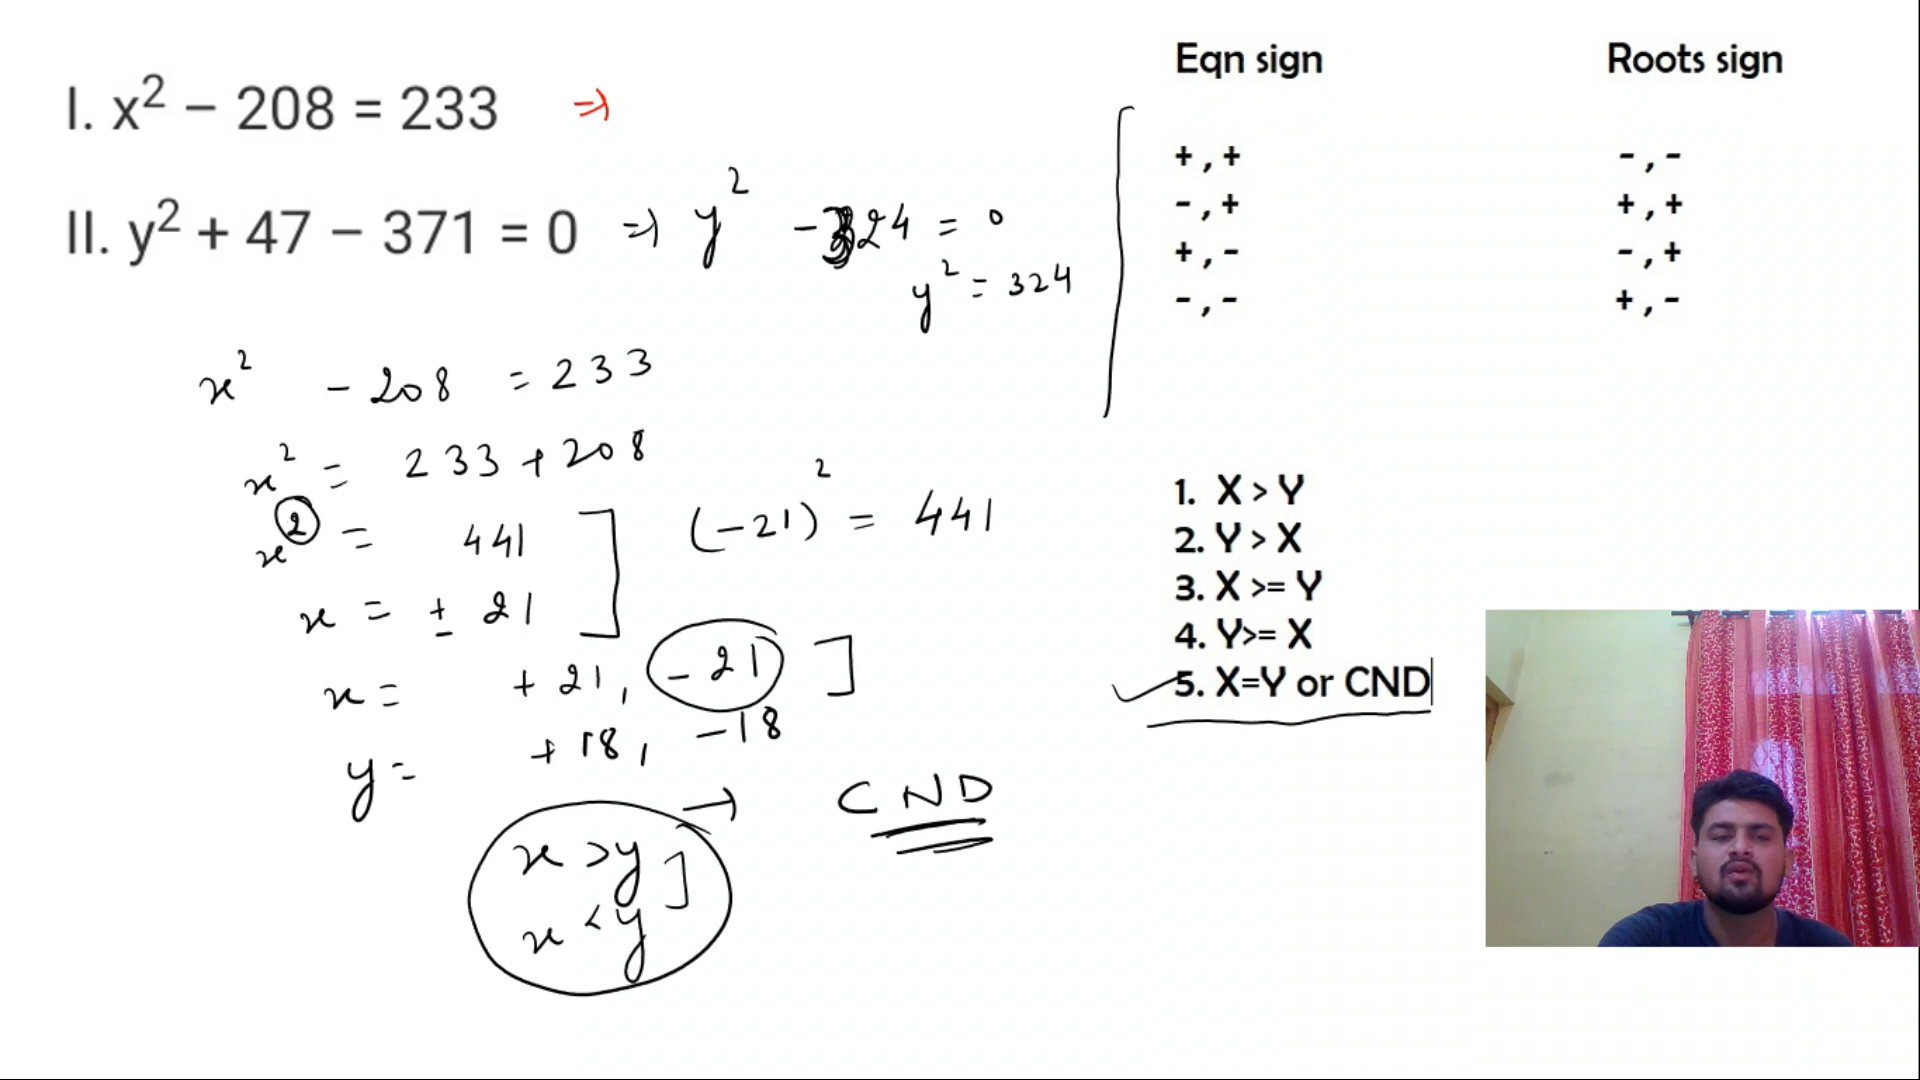 I. x² – 208 = 233 ⇒
II. y² + 47 – 371 = 0 ⇒ y² - 324 = 0
y² = 324
x² - 208 = 233
x² = 233 + 208
x² = 441
(-21)² = 441
x = ± 21
x = + 21, - 21
y = + 18, - 18
x > y → CND
x < y
Eqn sign Roots sign
+ , + - , -
- , + + , +
+ , - - , +
- , - + , -
1. X > Y
2. Y > X
3. X >= Y
4. Y>= X
5. X=Y or CND